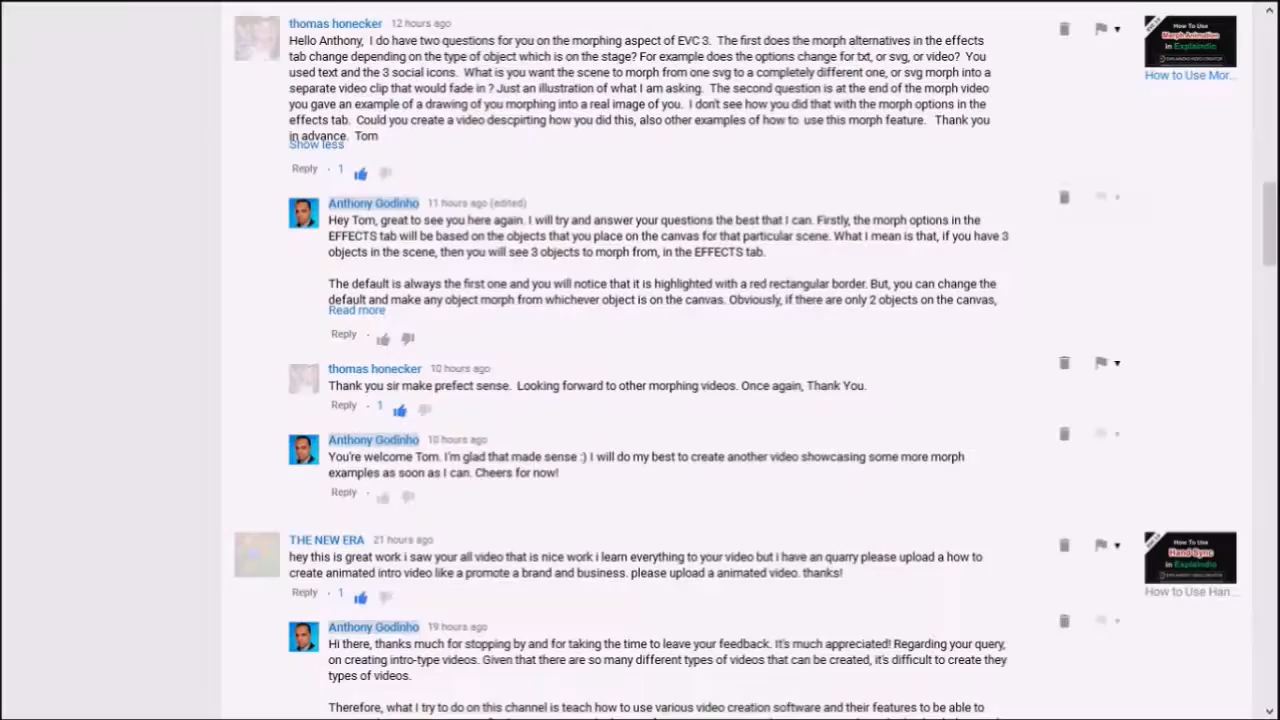 thomas honecker 12 hours ago
Hello Anthony, I do have two questions for you on the morphing aspect of EVC 3. The first does the morph alternatives in the effects
tab change depending on the type of object which is on the stage? For example does the options change for txt, or svg, or video? You
used text and the 3 social icons. What is you want the scene to morph from one svg to a completely different one, or svg morph into a
separate video clip that would fade in ? Just an illustration of what I am asking. The second question is at the end of the morph video
you gave an example of a drawing of you morphing into a real image of you. I don't see how you did that with the morph options in the
effects tab. Could you create a video descpirting how you did this, also other examples of how to use this morph feature. Thank you
in advance. Tom
Show less
Reply · 1
How To Use
Morph Animation
in Explaindio
EXPLAINDIO VIDEO CREATOR
How to Use Mor...
Anthony Godinho 11 hours ago (edited)
Hey Tom, great to see you here again. I will try and answer your questions the best that I can. Firstly, the morph options in the
EFFECTS tab will be based on the objects that you place on the canvas for that particular scene. What I mean is that, if you have 3
objects in the scene, then you will see 3 objects to morph from, in the EFFECTS tab.
The default is always the first one and you will notice that it is highlighted with a red rectangular border. But, you can change the
default and make any object morph from whichever object is on the canvas. Obviously, if there are only 2 objects on the canvas,
Read more
Reply ·
thomas honecker 10 hours ago
Thank you sir make prefect sense. Looking forward to other morphing videos. Once again, Thank You.
Reply · 1
Anthony Godinho 10 hours ago
You're welcome Tom. I'm glad that made sense :) I will do my best to create another video showcasing some more morph
examples as soon as I can. Cheers for now!
Reply ·
THE NEW ERA 21 hours ago
hey this is great work i saw your all video that is nice work i learn everything to your video but i have an quarry please upload a how to
create animated intro video like a promote a brand and business. please upload a animated video. thanks!
Reply · 1
How To Use
Hand-Sync
in Explaindio
EXPLAINDIO VIDEO CREATOR
How to Use Han...
Anthony Godinho 19 hours ago
Hi there, thanks much for stopping by and for taking the time to leave your feedback. It's much appreciated! Regarding your query,
on creating intro-type videos. Given that there are so many different types of videos that can be created, it's difficult to create they
types of videos.
Therefore, what I try to do on this channel is teach how to use various video creation software and their features to be able to